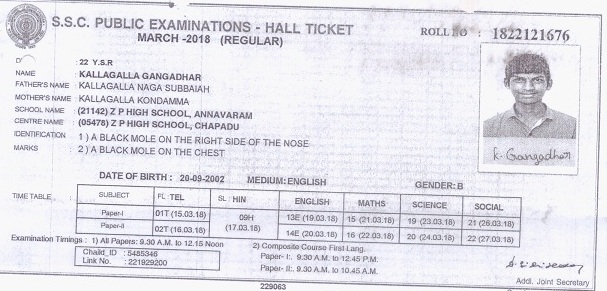 S.S.C. PUBLIC EXAMINATIONS - HALL TICKET
MARCH -2018 (REGULAR)
ROLL NO : 1822121676
22 Y.S.R
NAME : KALLAGALLA GANGADHAR
FATHER'S NAME : KALLAGALLA NAGA SUBBAIAH
MOTHER'S NAME : KALLAGALLA KONDAMMA
SCHOOL NAME : (21142) Z P HIGH SCHOOL, ANNAVARAM
CENTRE NAME : (05478) Z P HIGH SCHOOL, CHAPADU
IDENTIFICATION : 1 ) A BLACK MOLE ON THE RIGHT SIDE OF THE NOSE
MARKS : 2 ) A BLACK MOLE ON THE CHEST
K. Gangadhar
DATE OF BIRTH : 20-09-2002 MEDIUM:ENGLISH GENDER:B
TIME TABLE : SUBJECT FL TEL SL HIN ENGLISH MATHS SCIENCE SOCIAL
Paper-I 01T (15.03.18) 09H (17.03.18) 13E (19.03.18) 15 (21.03.18) 19 (23.03.18) 21 (26.03.18)
Paper-II 02T (16.03.18) 14E (20.03.18) 16 (22.03.18) 20 (24.03.18) 22 (27.03.18)
Examination Timings : 1) All Papers: 9.30 A.M. to 12.15 Noon
2) Composite Course First Lang.
Paper- I:. 9.30 A.M. to 12.45 P.M.
Paper- II:. 9.30 A.M. to 10.45 A.M.
Chalid_ID : 5485346
Link No. : 221929200
Addl. Joint Secretary
229063